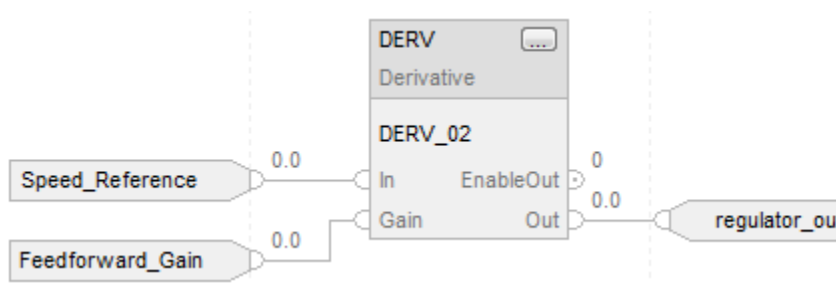 DERV ...
Derivative
DERV_02
Speed_Reference 0.0 In EnableOut 0
Feedforward_Gain 0.0 Gain Out 0.0 regulator_ou